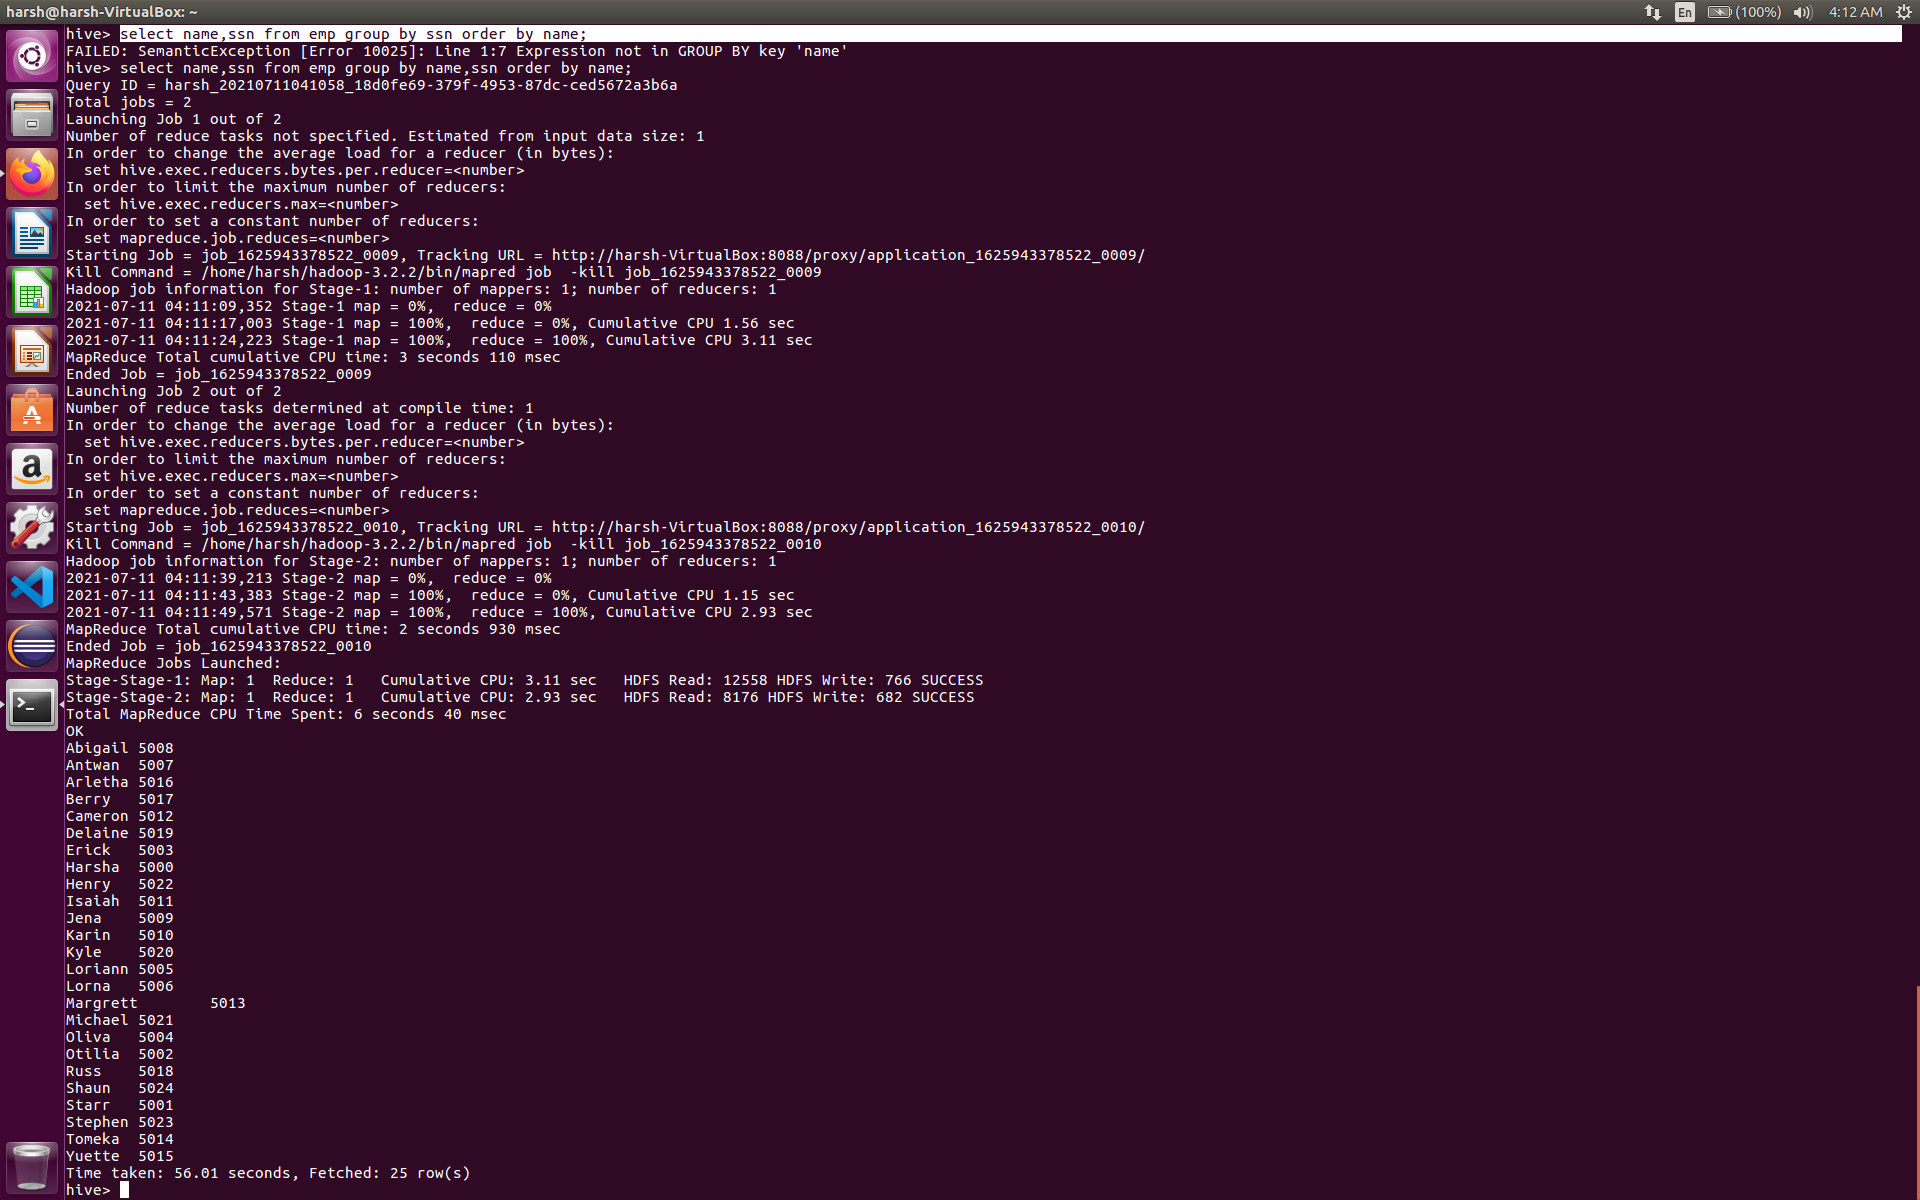 harsh@harsh-VirtualBox: ~
En
(100%)
4:12 AM
hive> select name,ssn from emp group by ssn order by name;
FAILED: SemanticException [Error 10025]: Line 1:7 Expression not in GROUP BY key 'name'
hive> select name,ssn from emp group by name,ssn order by name;
Query ID = harsh_20210711041058_18d0fe69-379f-4953-87dc-ced5672a3b6a
Total jobs = 2
Launching Job 1 out of 2
Number of reduce tasks not specified. Estimated from input data size: 1
In order to change the average load for a reducer (in bytes):
  set hive.exec.reducers.bytes.per.reducer=<number>
In order to limit the maximum number of reducers:
  set hive.exec.reducers.max=<number>
In order to set a constant number of reducers:
  set mapreduce.job.reduces=<number>
Starting Job = job_1625943378522_0009, Tracking URL = http://harsh-VirtualBox:8088/proxy/application_1625943378522_0009/
Kill Command = /home/harsh/hadoop-3.2.2/bin/mapred job  -kill job_1625943378522_0009
Hadoop job information for Stage-1: number of mappers: 1; number of reducers: 1
2021-07-11 04:11:09,352 Stage-1 map = 0%,  reduce = 0%
2021-07-11 04:11:17,003 Stage-1 map = 100%,  reduce = 0%, Cumulative CPU 1.56 sec
2021-07-11 04:11:24,223 Stage-1 map = 100%,  reduce = 100%, Cumulative CPU 3.11 sec
MapReduce Total cumulative CPU time: 3 seconds 110 msec
Ended Job = job_1625943378522_0009
Launching Job 2 out of 2
Number of reduce tasks determined at compile time: 1
In order to change the average load for a reducer (in bytes):
  set hive.exec.reducers.bytes.per.reducer=<number>
In order to limit the maximum number of reducers:
  set hive.exec.reducers.max=<number>
In order to set a constant number of reducers:
  set mapreduce.job.reduces=<number>
Starting Job = job_1625943378522_0010, Tracking URL = http://harsh-VirtualBox:8088/proxy/application_1625943378522_0010/
Kill Command = /home/harsh/hadoop-3.2.2/bin/mapred job  -kill job_1625943378522_0010
Hadoop job information for Stage-2: number of mappers: 1; number of reducers: 1
2021-07-11 04:11:39,213 Stage-2 map = 0%,  reduce = 0%
2021-07-11 04:11:43,383 Stage-2 map = 100%,  reduce = 0%, Cumulative CPU 1.15 sec
2021-07-11 04:11:49,571 Stage-2 map = 100%,  reduce = 100%, Cumulative CPU 2.93 sec
MapReduce Total cumulative CPU time: 2 seconds 930 msec
Ended Job = job_1625943378522_0010
MapReduce Jobs Launched:
Stage-Stage-1: Map: 1  Reduce: 1   Cumulative CPU: 3.11 sec   HDFS Read: 12558 HDFS Write: 766 SUCCESS
Stage-Stage-2: Map: 1  Reduce: 1   Cumulative CPU: 2.93 sec   HDFS Read: 8176 HDFS Write: 682 SUCCESS
Total MapReduce CPU Time Spent: 6 seconds 40 msec
OK
Abigail 5008
Antwan  5007
Arletha 5016
Berry   5017
Cameron 5012
Delaine 5019
Erick   5003
Harsha  5000
Henry   5022
Isaiah  5011
Jena    5009
Karin   5010
Kyle    5020
Loriann 5005
Lorna   5006
Margrett        5013
Michael 5021
Oliva   5004
Otilia  5002
Russ    5018
Shaun   5024
Starr   5001
Stephen 5023
Tomeka  5014
Yuette  5015
Time taken: 56.01 seconds, Fetched: 25 row(s)
hive>